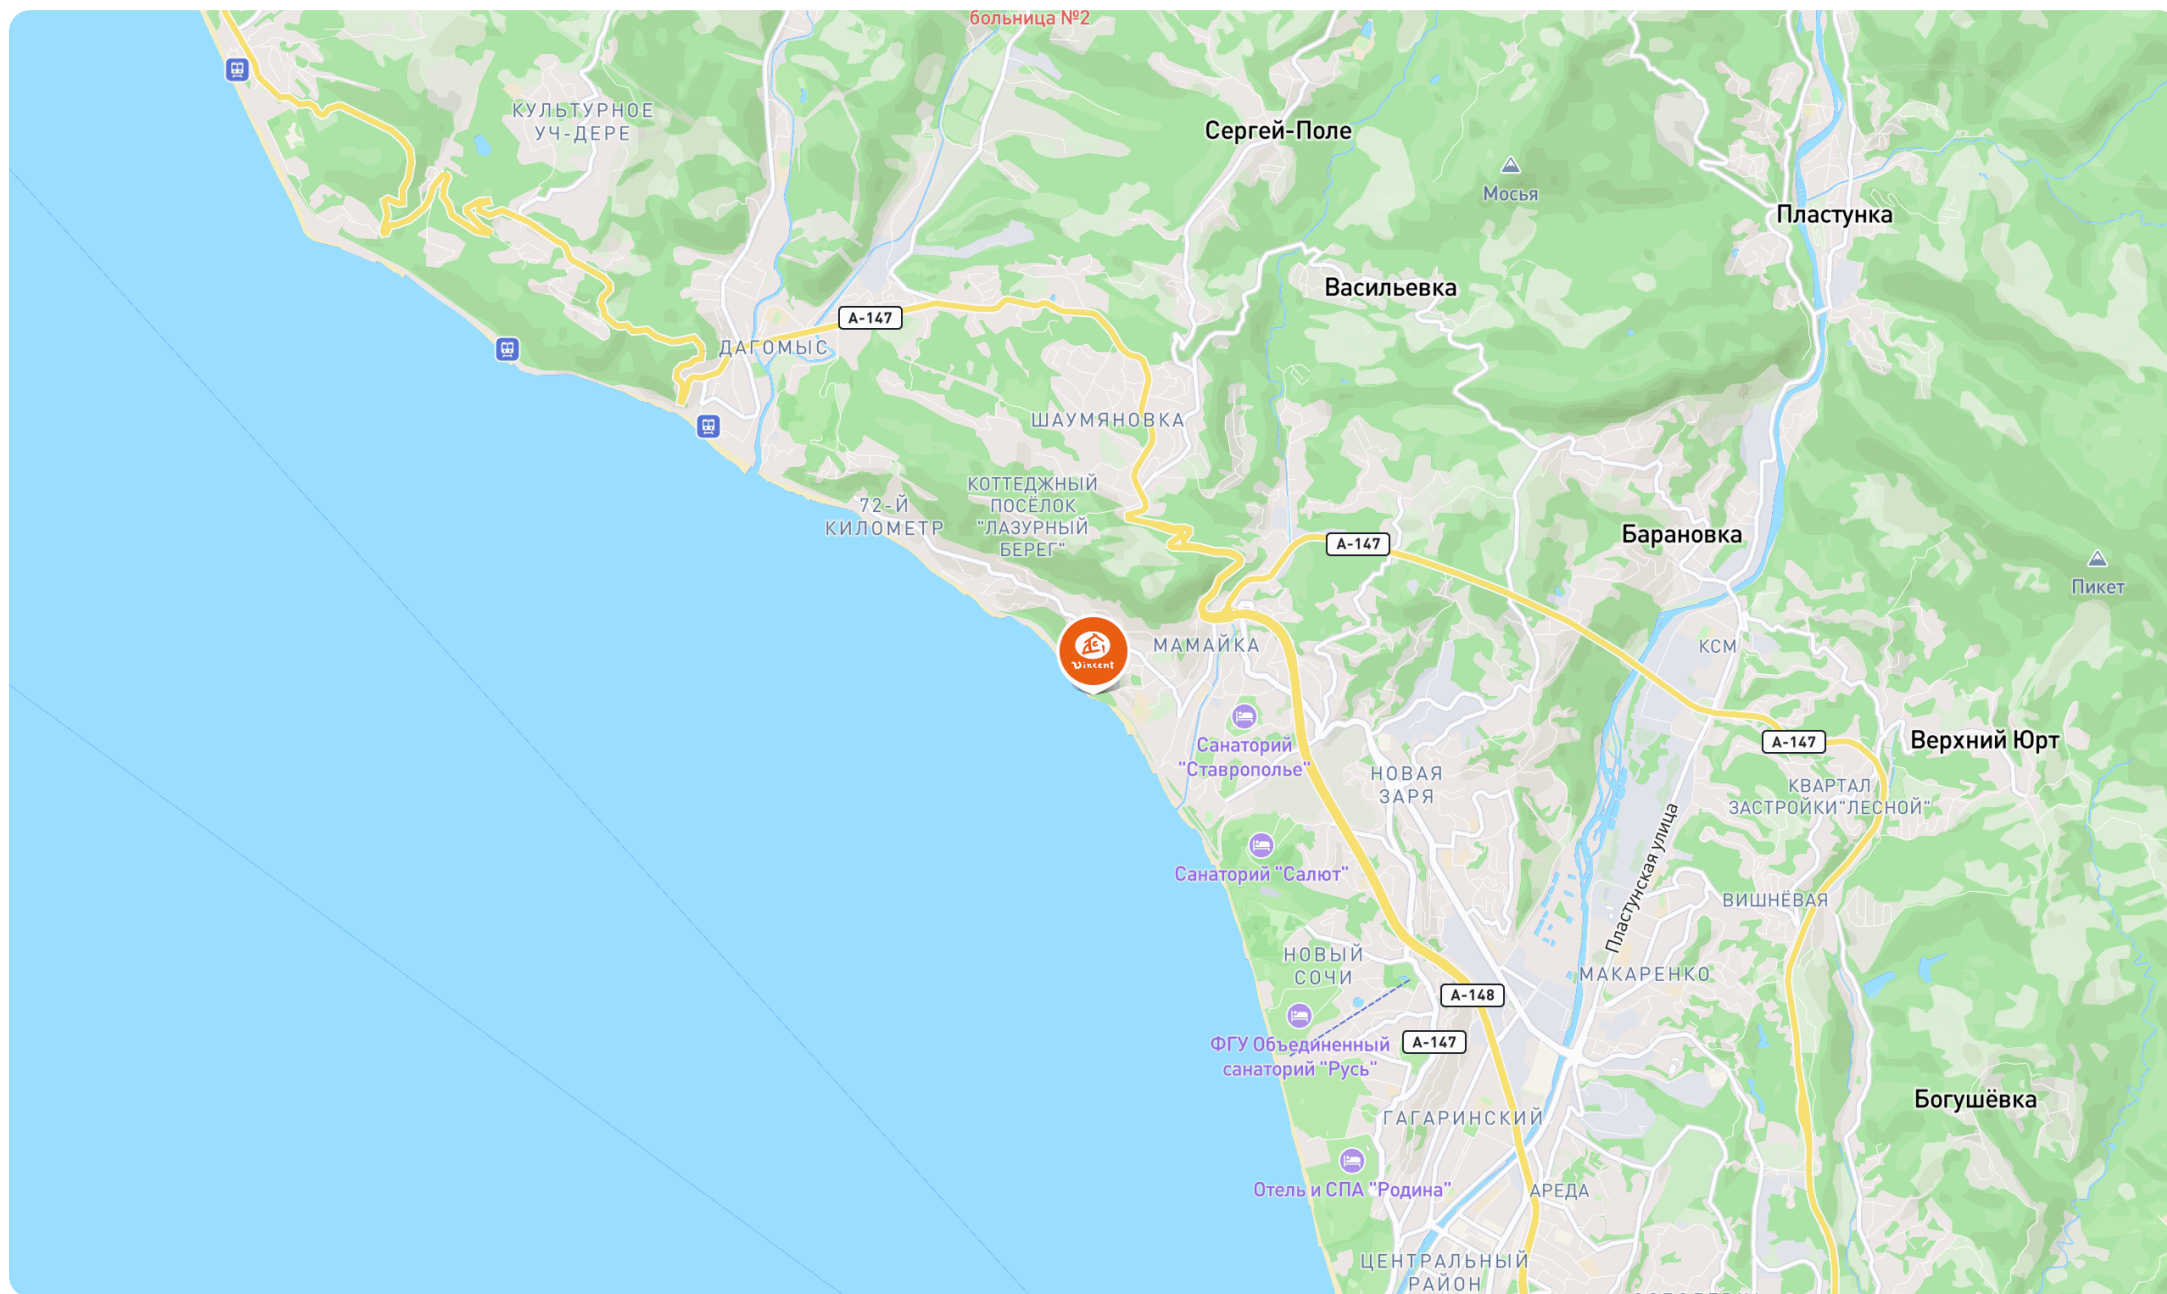 больница №2
КУЛЬТУРНОЕ
УЧ-ДЕРЕ
Сергей-Поле
Мосья
Пластунка
Васильевка
А-147
ДАГОМЫС
ШАУМЯНОВКА
КОТТЕДЖНЫЙ
ПОСЁЛОК
"ЛАЗУРНЫЙ
БЕРЕГ"
72-Й
КИЛОМЕТР
А-147
Барановка
Пикет
Vincent
МАМАЙКА
КСМ
Санаторий
"Ставрополье"
А-147
Верхний Юрт
НОВАЯ
ЗАРЯ
КВАРТАЛ
ЗАСТРОЙКИ"ЛЕСНОЙ"
Пластунская улица
Санаторий "Салют"
ВИШНЁВАЯ
НОВЫЙ
СОЧИ
МАКАРЕНКО
А-148
ФГУ Объединенный
санаторий "Русь"
А-147
Богушёвка
ГАГАРИНСКИЙ
Отель и СПА "Родина"
АРЕДА
ЦЕНТРАЛЬНЫЙ
РАЙОН